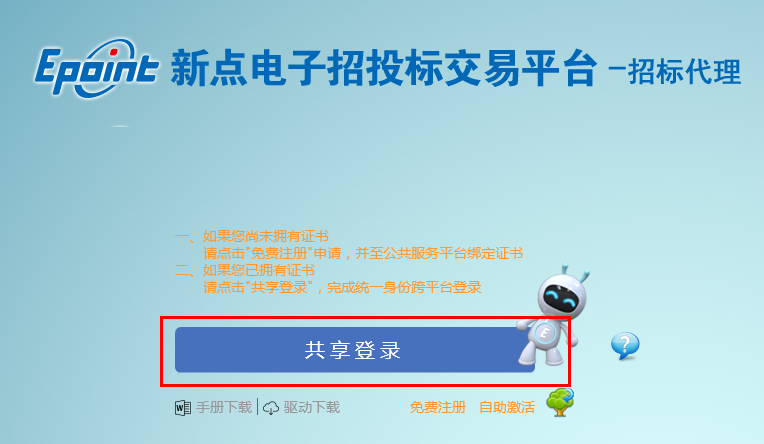 Epoint 新点电子招投标交易平台 －招标代理
一、如果您尚未拥有证书
请点击"免费注册"申请，并至公共服务平台绑定证书
二、如果您已拥有证书
请点击"共享登录"，完成统一身份跨平台登录
E
共享登录
?
手册下载 驱动下载 免费注册 自助激活